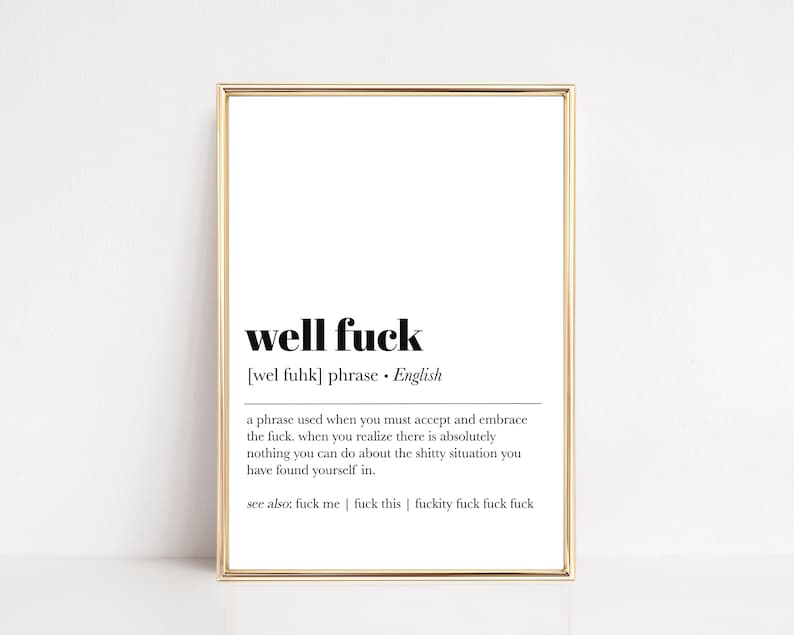 well fuck
[wel fuhk] phrase • English
a phrase used when you must accept and embrace
the fuck. when you realize there is absolutely
nothing you can do about the shitty situation you
have found yourself in.
see also: fuck me | fuck this | fuckity fuck fuck fuck